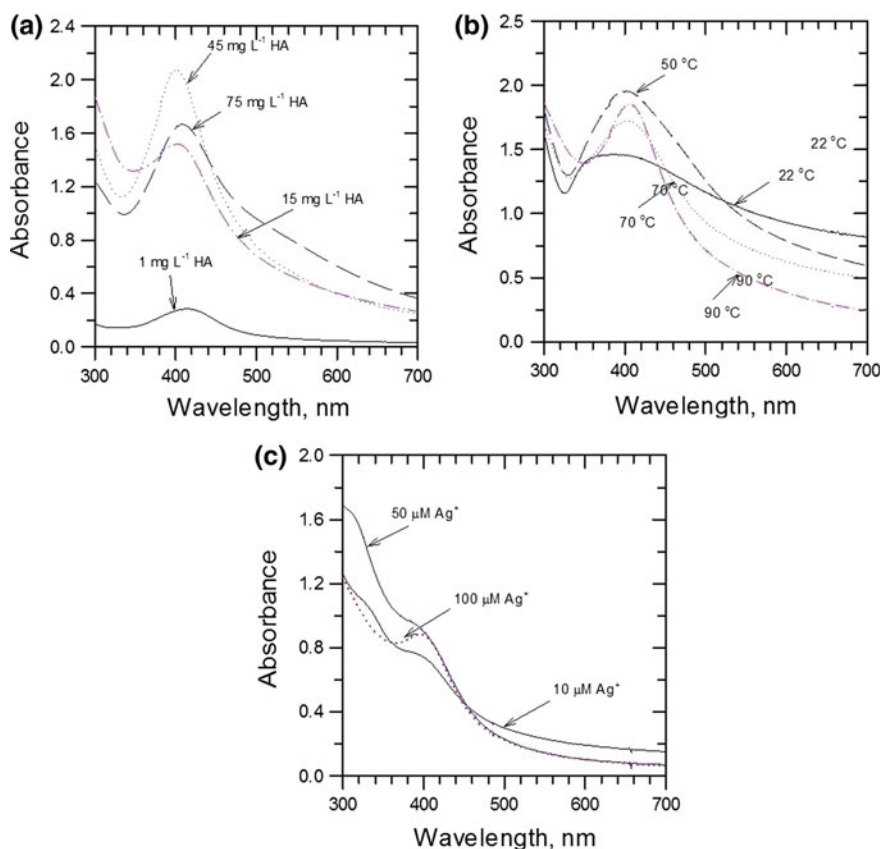 (a)
2.4
2.0
1.6
1.2
0.8
0.4
0.0
Absorbance
45 mg L⁻¹ HA
75 mg L⁻¹ HA
15 mg L⁻¹ HA
1 mg L⁻¹ HA
300 400 500 600 700
Wavelength, nm
(b)
2.5
2.0
1.5
1.0
0.5
0.0
Absorbance
50 °C
22 °C
22 °C
70 °C
70 °C
90 °C
90 °C
300 400 500 600 700
Wavelength, nm
(c)
2.0
1.6
1.2
0.8
0.4
0.0
Absorbance
50 µM Ag⁺
100 µM Ag⁺
10 µM Ag⁺
300 400 500 600 700
Wavelength, nm